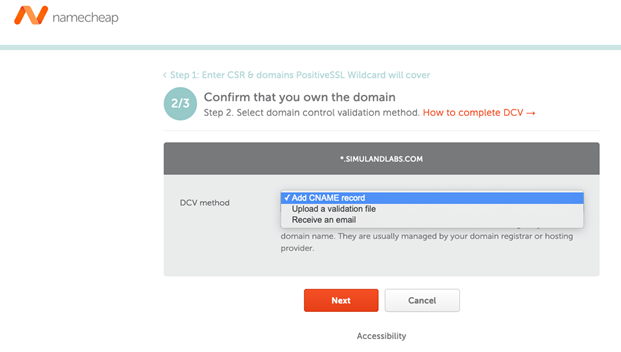 namecheap
‹ Step 1: Enter CSR & domains PositiveSSL Wildcard will cover
2/3
Confirm that you own the domain
Step 2. Select domain control validation method. How to complete DCV →
*.SIMULANDLABS.COM
DCV method
✓ Add CNAME record
Upload a validation file
Receive an email
domain name. They are usually managed by your domain registrar or hosting
provider.
Next
Cancel
Accessibility